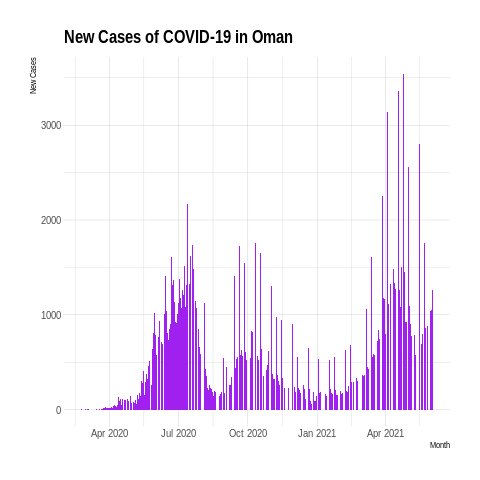 New Cases of COVID-19 in Oman
New Cases
3000
2000
1000
0
Apr 2020 Jul 2020 Oct 2020 Jan 2021 Apr 2021
Month